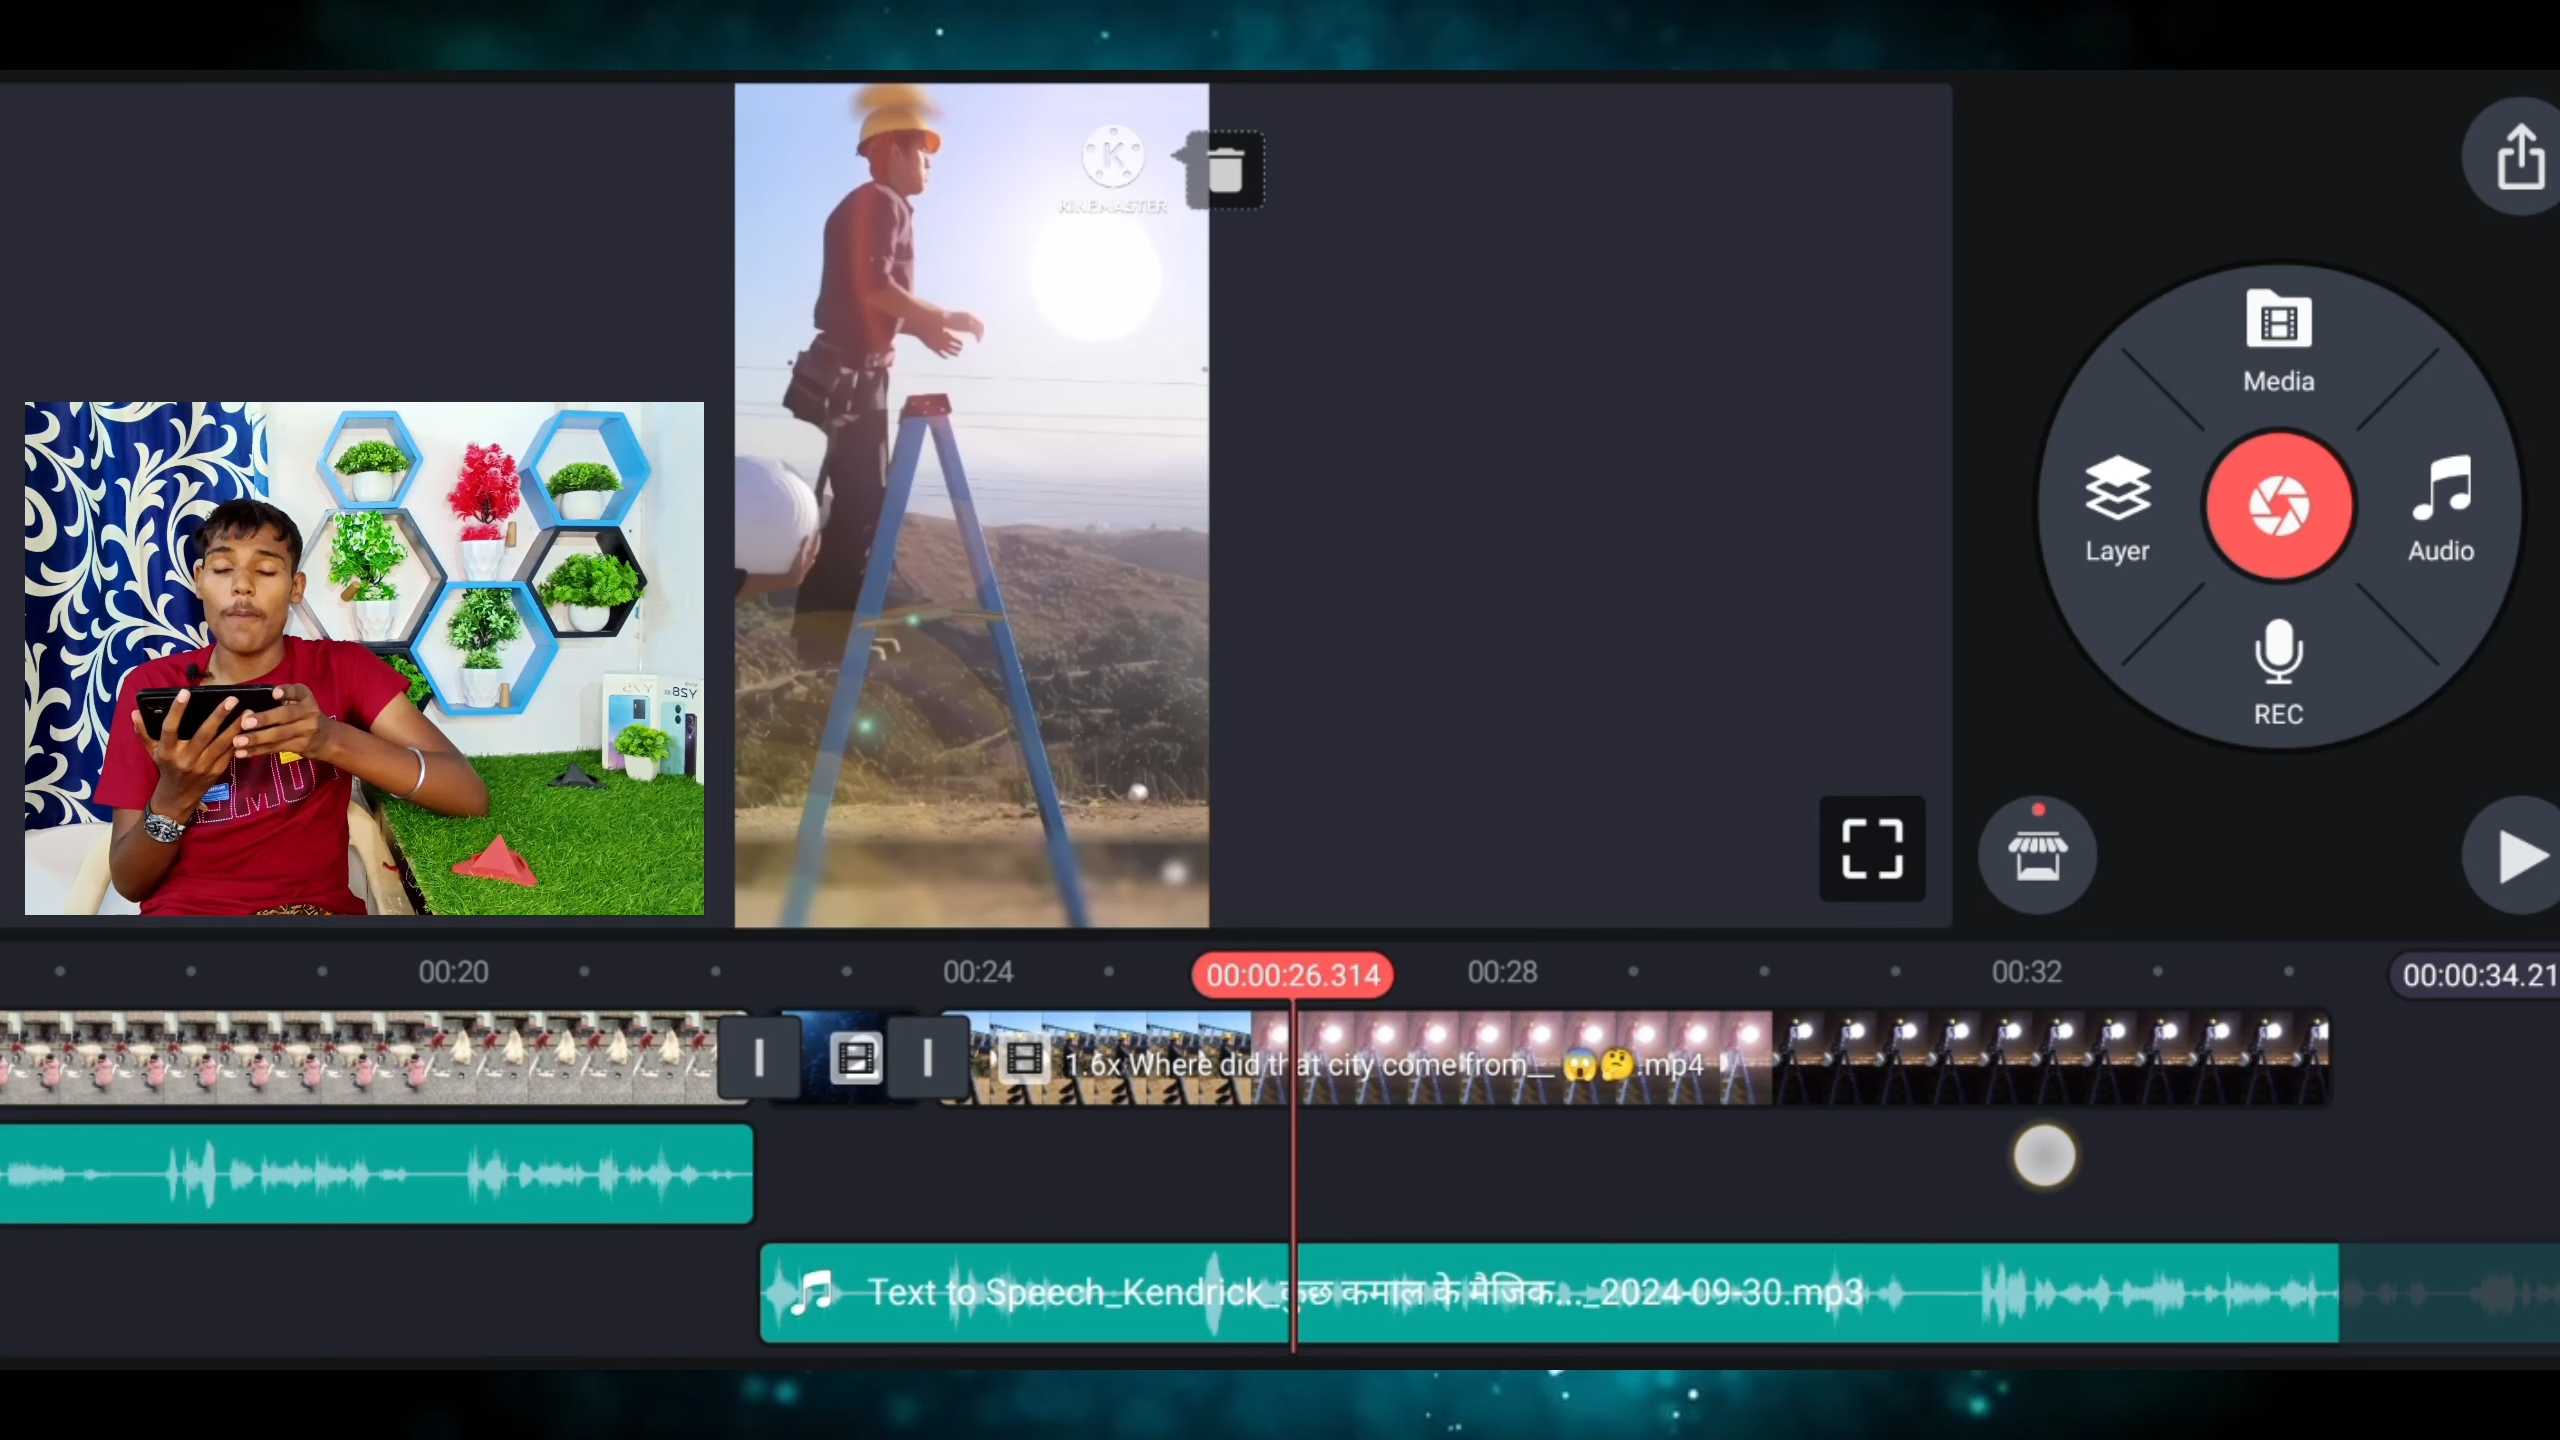 KINEMASTER
Media
Layer
Audio
REC
00:20
00:24
00:00:26.314
00:28
00:32
00:00:34.21
1.6x Where did that city come from__ 😱🤔.mp4
Text to Speech_Kendrick_कुछ कमाल के मैजिक..._2024-09-30.mp3